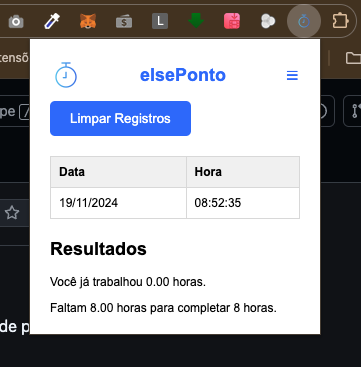 L
tensõ
elsePonto
Limpar Registros
pe /
Data Hora
19/11/2024 08:52:35
Resultados
Você já trabalhou 0.00 horas.
Faltam 8.00 horas para completar 8 horas.
de p